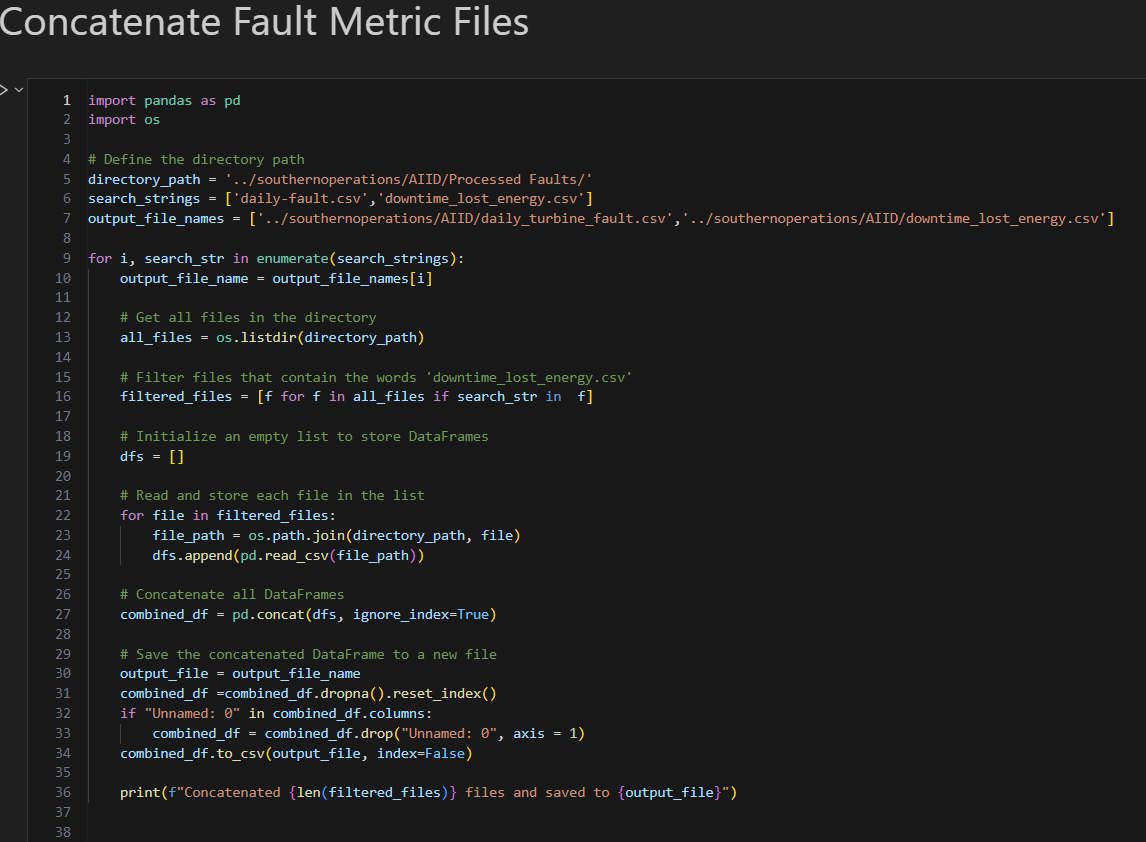 Concatenate Fault Metric Files
1 import pandas as pd
2 import os
3
4 # Define the directory path
5 directory_path = '../southernoperations/AIID/Processed Faults/'
6 search_strings = ['daily-fault.csv','downtime_lost_energy.csv']
7 output_file_names = ['../southernoperations/AIID/daily_turbine_fault.csv','../southernoperations/AIID/downtime_lost_energy.csv']
8
9 for i, search_str in enumerate(search_strings):
10     output_file_name = output_file_names[i]
11
12     # Get all files in the directory
13     all_files = os.listdir(directory_path)
14
15     # Filter files that contain the words 'downtime_lost_energy.csv'
16     filtered_files = [f for f in all_files if search_str in  f]
17
18     # Initialize an empty list to store DataFrames
19     dfs = []
20
21     # Read and store each file in the list
22     for file in filtered_files:
23         file_path = os.path.join(directory_path, file)
24         dfs.append(pd.read_csv(file_path))
25
26     # Concatenate all DataFrames
27     combined_df = pd.concat(dfs, ignore_index=True)
28
29     # Save the concatenated DataFrame to a new file
30     output_file = output_file_name
31     combined_df =combined_df.dropna().reset_index()
32     if "Unnamed: 0" in combined_df.columns:
33         combined_df = combined_df.drop("Unnamed: 0", axis = 1)
34     combined_df.to_csv(output_file, index=False)
35
36     print(f"Concatenated {len(filtered_files)} files and saved to {output_file}")
37
38